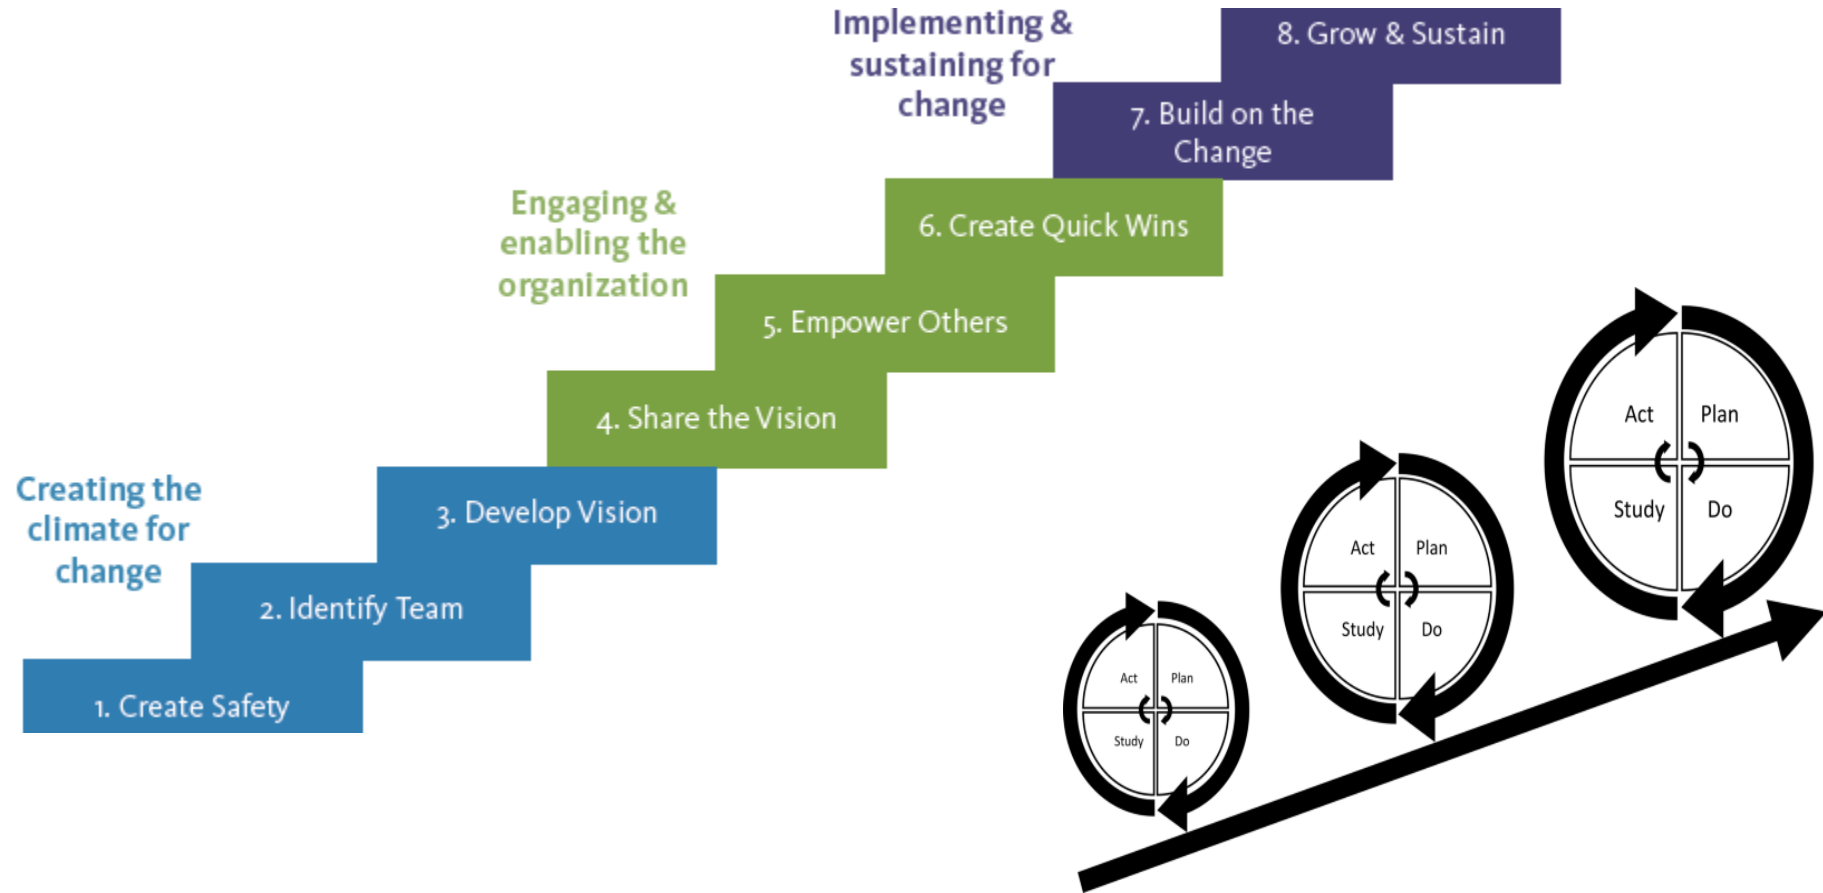 Implementing &
sustaining for
change
8. Grow & Sustain
7. Build on the
Change
Engaging &
enabling the
organization
6. Create Quick Wins
5. Empower Others
4. Share the Vision
Creating the
climate for
change
3. Develop Vision
2. Identify Team
1. Create Safety
Act Plan
Study Do
Act Plan
Study Do
Act Plan
Study Do